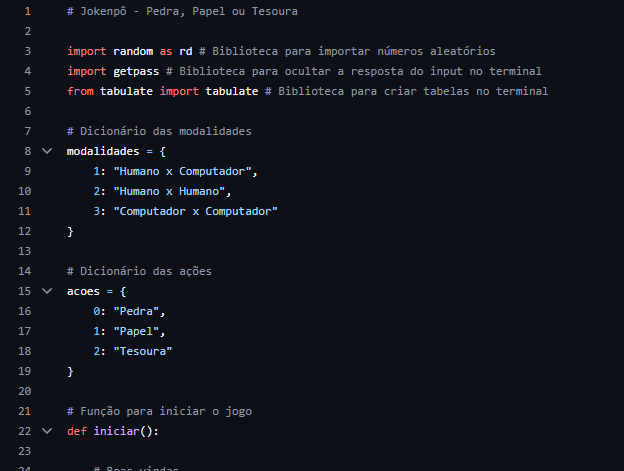 1 # Jokenpô - Pedra, Papel ou Tesoura
2
3 import random as rd # Biblioteca para importar números aleatórios
4 import getpass # Biblioteca para ocultar a resposta do input no terminal
5 from tabulate import tabulate # Biblioteca para criar tabelas no terminal
6
7 # Dicionário das modalidades
8 modalidades = {
9 1: "Humano x Computador",
10 2: "Humano x Humano",
11 3: "Computador x Computador"
12 }
13
14 # Dicionário das ações
15 acoes = {
16 0: "Pedra",
17 1: "Papel",
18 2: "Tesoura"
19 }
20
21 # Função para iniciar o jogo
22 def iniciar():
23
24 # Boas vindas